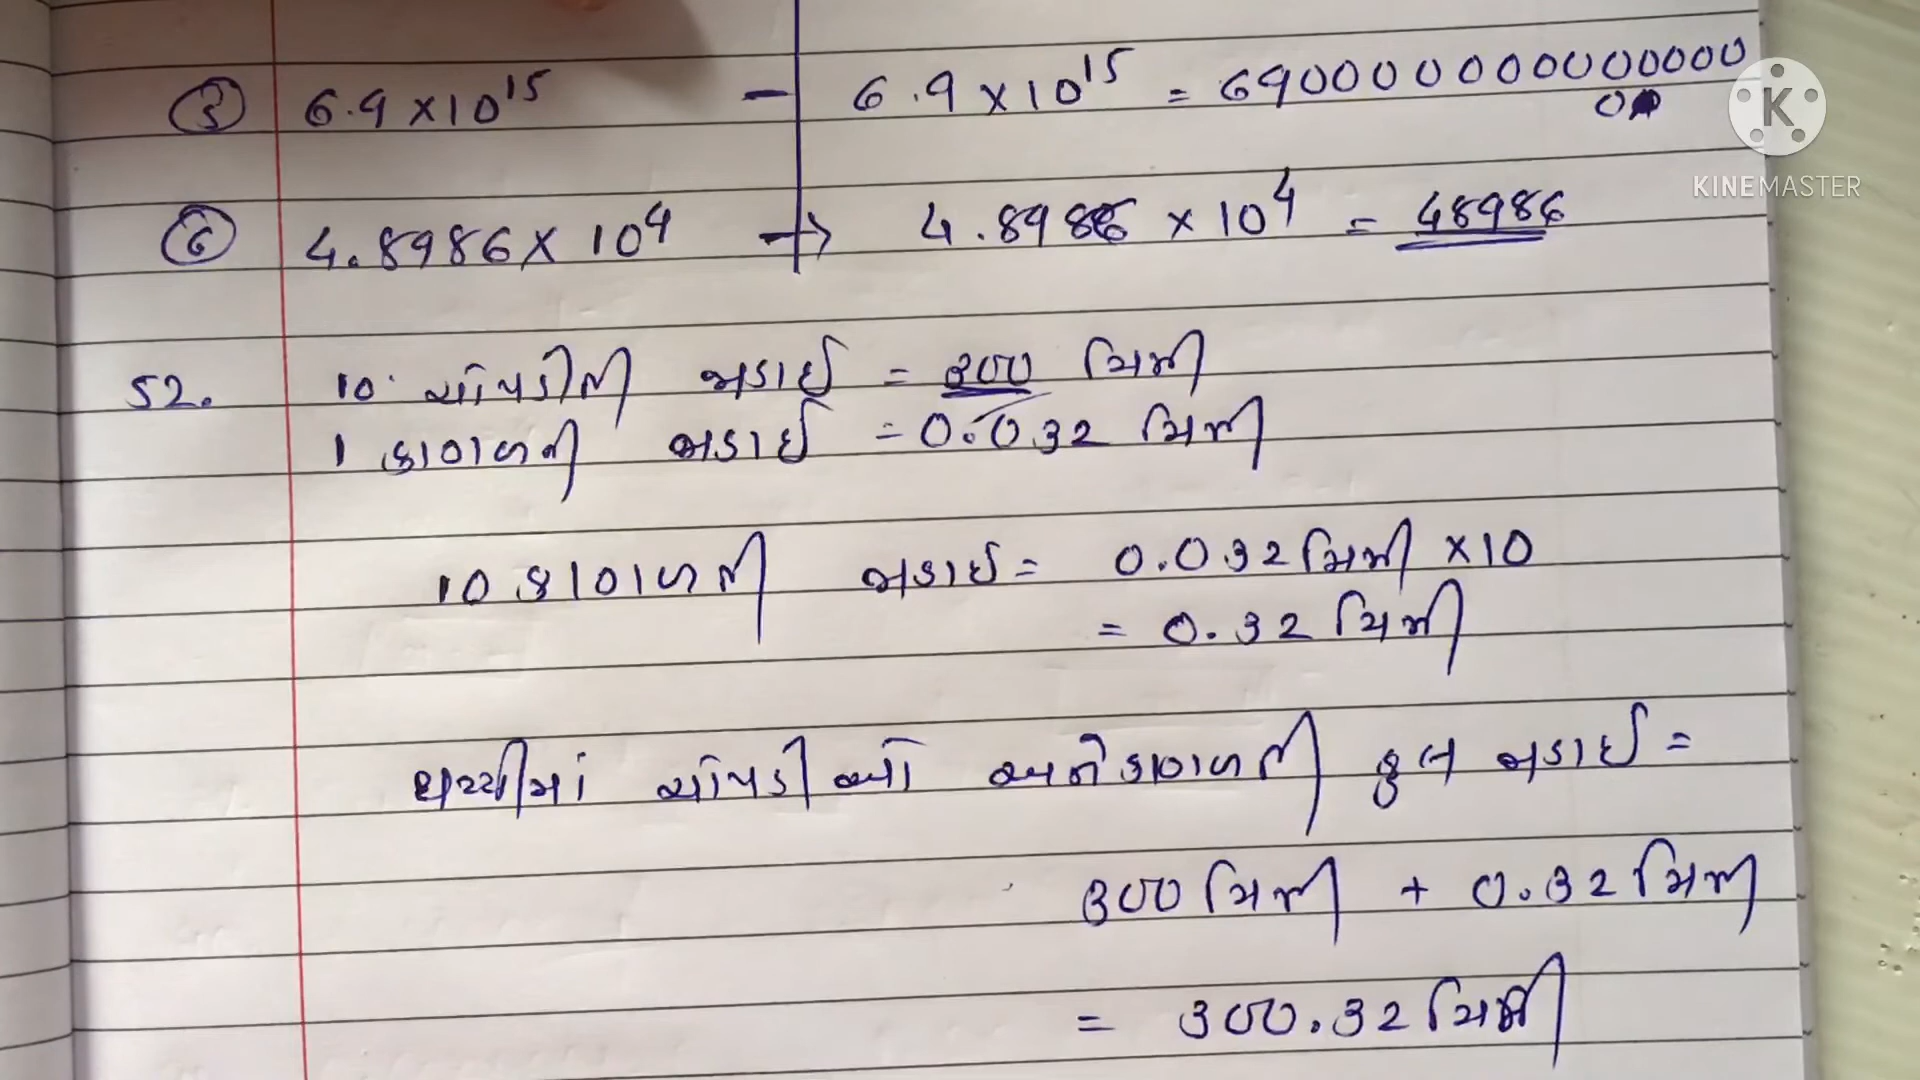 ⑤ 6.9 × 10¹⁵ - 6.9 × 10¹⁵ = 6900000000000000
⑥ 4.8986 × 10⁴ → 4.8986 × 10⁴ = 48986
52. 10 ચોપડીની જાડાઈ = 300 મિમી
1 કાગળની જાડાઈ = 0.032 મિમી
10 કાગળની જાડાઈ = 0.032 મિમી × 10
= 0.32 મિમી
થપ્પીમાં ચોપડીઓ અને કાગળની કુલ જાડાઈ =
300 મિમી + 0.32 મિમી
= 300.32 મિમી
KINEMASTER